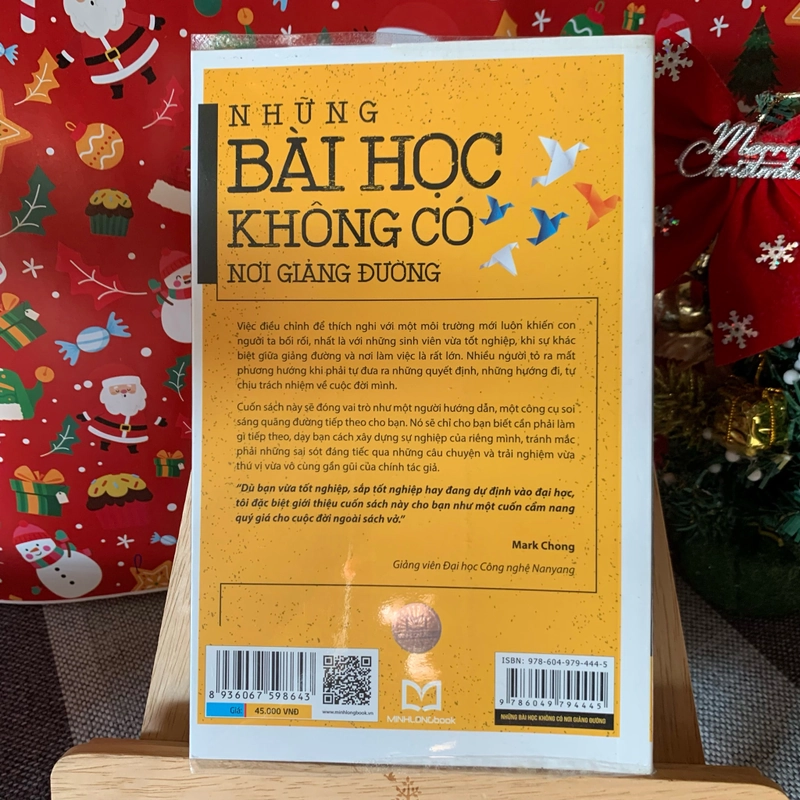 NHỮNG
BÀI HỌC
KHÔNG CÓ
NƠI GIẢNG ĐƯỜNG
Việc điều chỉnh để thích nghi với một môi trường mới luôn khiến con
người ta bối rối, nhất là với những sinh viên vừa tốt nghiệp, khi sự khác
biệt giữa giảng đường và nơi làm việc là rất lớn. Nhiều người tỏ ra mất
phương hướng khi phải tự đưa ra những quyết định, những hướng đi, tự
chịu trách nhiệm về cuộc đời mình.
Cuốn sách này sẽ đóng vai trò như một người hướng dẫn, một công cụ soi
sáng quãng đường tiếp theo cho bạn. Nó sẽ chỉ cho bạn biết cần phải làm
gì tiếp theo, dạy bạn cách xây dựng sự nghiệp của riêng mình, tránh mắc
phải những sai sót đáng tiếc qua những câu chuyện và trải nghiệm vừa
thú vị vừa vô cùng gần gũi của chính tác giả.
"Dù bạn vừa tốt nghiệp, sắp tốt nghiệp hay đang dự định vào đại học,
tôi đặc biệt giới thiệu cuốn sách này cho bạn như một cuốn cẩm nang
quý giá cho cuộc đời ngoài sách vở."
Mark Chong
Giảng viên Đại học Công nghệ Nanyang
8 936067 598643
Giá: 45.000 VNĐ
www.minhlongbook.vn
MINHLONGbook
ISBN: 978-604-979-444-5
9 786049 794445
NHỮNG BÀI HỌC KHÔNG CÓ NƠI GIẢNG ĐƯỜNG
Merry
Christmas